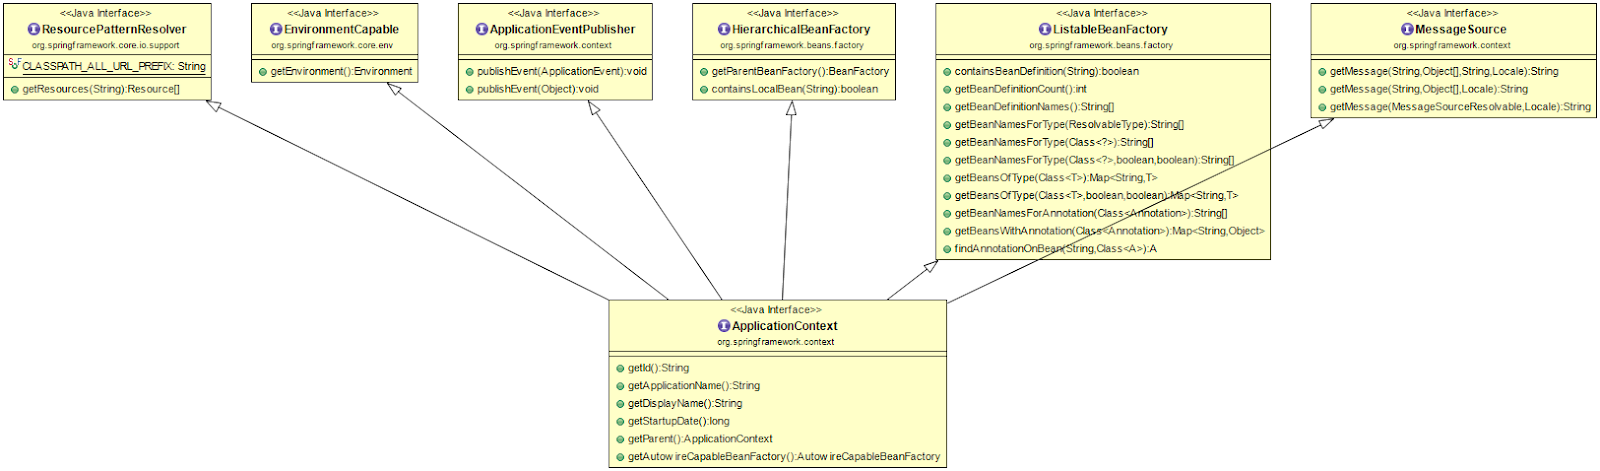 <<Java Interface>>
ResourcePatternResolver
org.springframework.core.io.support
CLASSPATH_ALL_URL_PREFIX: String
getResources(String):Resource[]
<<Java Interface>>
EnvironmentCapable
org.springframework.core.env
getEnvironment():Environment
<<Java Interface>>
ApplicationEventPublisher
org.springframework.context
publishEvent(ApplicationEvent):void
publishEvent(Object):void
<<Java Interface>>
HierarchicalBeanFactory
org.springframework.beans.factory
getParentBeanFactory():BeanFactory
containsLocalBean(String):boolean
<<Java Interface>>
ListableBeanFactory
org.springframework.beans.factory
containsBeanDefinition(String):boolean
getBeanDefinitionCount():int
getBeanDefinitionNames():String[]
getBeanNamesForType(ResolvableType):String[]
getBeanNamesForType(Class<?>):String[]
getBeanNamesForType(Class<?>,boolean,boolean):String[]
getBeansOfType(Class<T>):Map<String,T>
getBeansOfType(Class<T>,boolean,boolean):Map<String,T>
getBeanNamesForAnnotation(Class<Annotation>):String[]
getBeansWithAnnotation(Class<Annotation>):Map<String,Object>
findAnnotationOnBean(String,Class<A>):A
<<Java Interface>>
MessageSource
org.springframework.context
getMessage(String,Object[],String,Locale):String
getMessage(String,Object[],Locale):String
getMessage(MessageSourceResolvable,Locale):String
<<Java Interface>>
ApplicationContext
org.springframework.context
getId():String
getApplicationName():String
getDisplayName():String
getStartupDate():long
getParent():ApplicationContext
getAutowireCapableBeanFactory():AutowireCapableBeanFactory